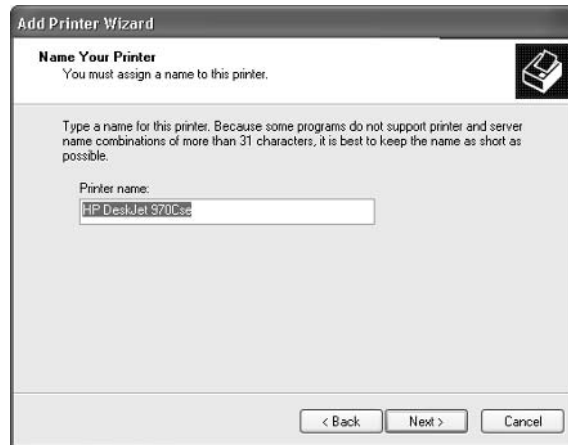 Add Printer Wizard
Name Your Printer
You must assign a name to this printer.
Type a name for this printer. Because some programs do not support printer and server
name combinations of more than 31 characters, it is best to keep the name as short as
possible.
Printer name:
HP DeskJet 970Cse
< Back
Next >
Cancel